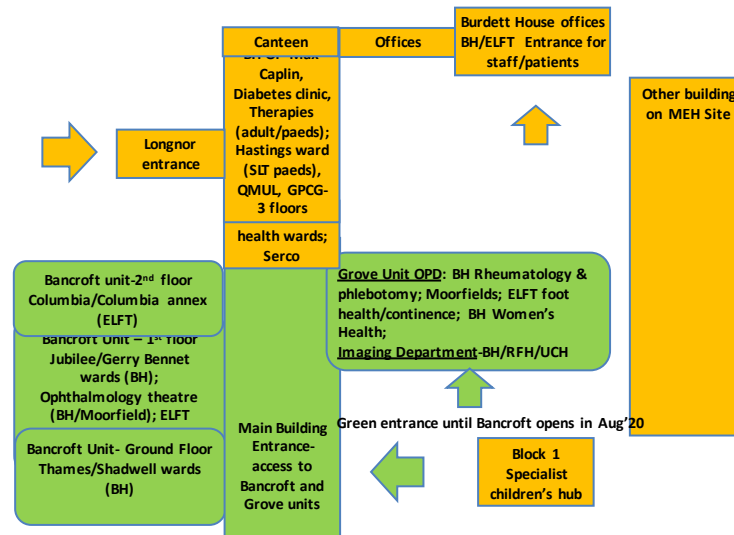 Canteen
Offices
Burdett House offices
BH/ELFT Entrance for
staff/patients
Caplin,
Diabetes clinic,
Therapies
(adult/paeds);
Hastings ward
(SLT paeds),
QMUL, GPCG-
3 floors
Other building
on MEH Site
Longnor
entrance
health wards;
Serco
Bancroft unit-2nd floor
Columbia/Columbia annex
(ELFT)
Bancroft Unit – 1st floor
Jubilee/Gerry Bennet
wards (BH);
Ophthalmology theatre
(BH/Moorfield); ELFT
Bancroft Unit- Ground Floor
Thames/Shadwell wards
(BH)
Grove Unit OPD: BH Rheumatology &
phlebotomy; Moorfields; ELFT foot
health/continence; BH Women's
Health;
Imaging Department-BH/RFH/UCH
Green entrance until Bancroft opens in Aug'20
Main Building
Entrance-
access to
Bancroft and
Grove units
Block 1
Specialist
children's hub